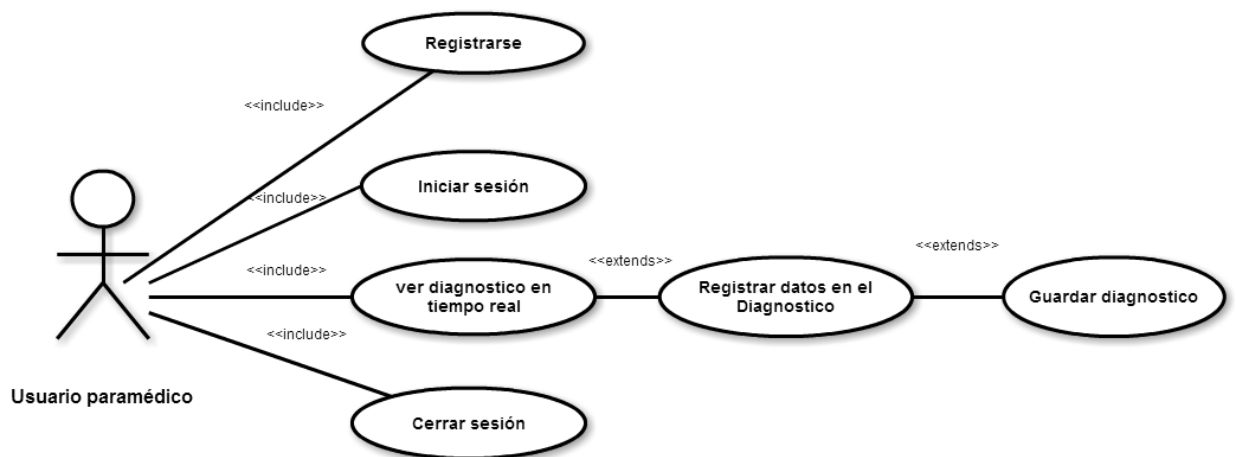 Registrarse
<<include>>
Iniciar sesión
<<include>>
<<include>>
ver diagnostico en
tiempo real
<<extends>>
Registrar datos en el
Diagnostico
<<extends>>
Guardar diagnostico
<<include>>
Usuario paramédico
Cerrar sesión